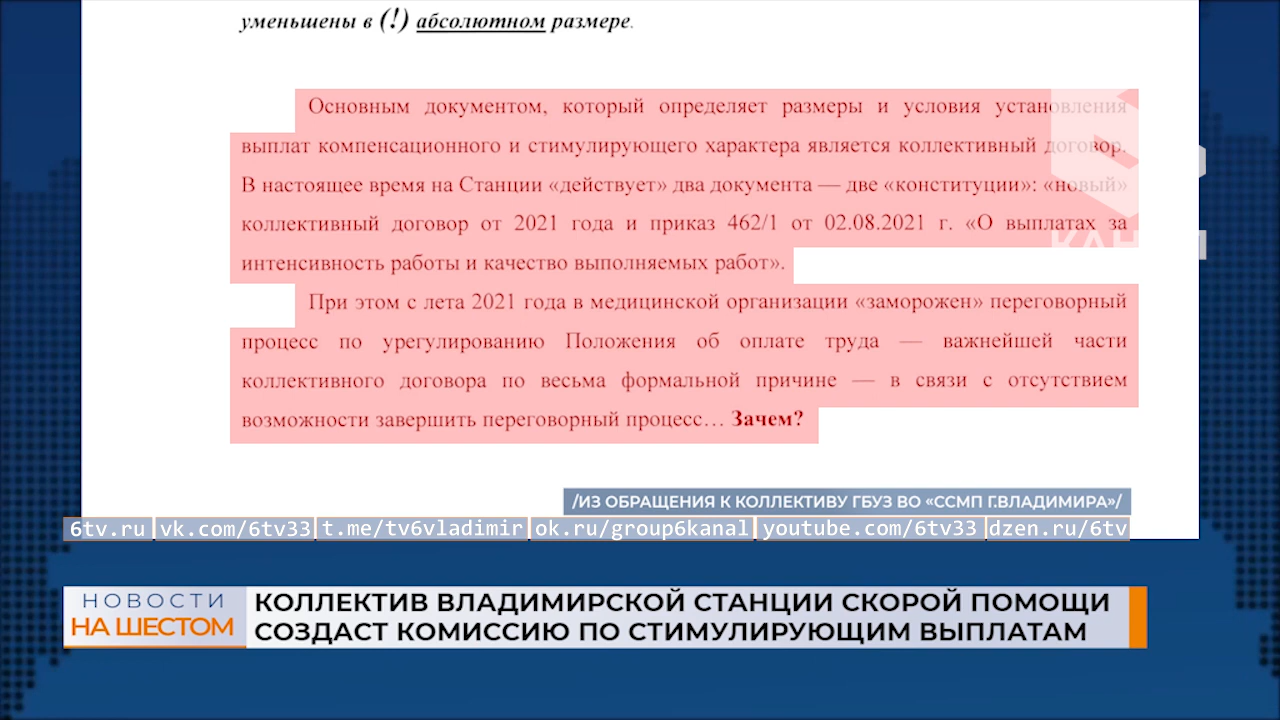 уменьшены в (!) абсолютном размере.
Основным документом, который определяет размеры и условия установления
выплат компенсационного и стимулирующего характера является коллективный договор.
В настоящее время на Станции «действует» два документа — две «конституции»: «новый»
коллективный договор от 2021 года и приказ 462/1 от 02.08.2021 г. «О выплатах за
интенсивность работы и качество выполняемых работ».
При этом с лета 2021 года в медицинской организации «заморожен» переговорный
процесс по урегулированию Положения об оплате труда — важнейшей части
коллективного договора по весьма формальной причине — в связи с отсутствием
возможности завершить переговорный процесс… Зачем?
/ИЗ ОБРАЩЕНИЯ К КОЛЛЕКТИВУ ГБУЗ ВО «ССМП Г.ВЛАДИМИРА»/
6tv.ru|vk.com/6tv33|t.me/tv6vladimir|ok.ru/group6kanal|youtube.com/6tv33|dzen.ru/6tv
НОВОСТИ
НА ШЕСТОМ
КОЛЛЕКТИВ ВЛАДИМИРСКОЙ СТАНЦИИ СКОРОЙ ПОМОЩИ
СОЗДАСТ КОМИССИЮ ПО СТИМУЛИРУЮЩИМ ВЫПЛАТАМ